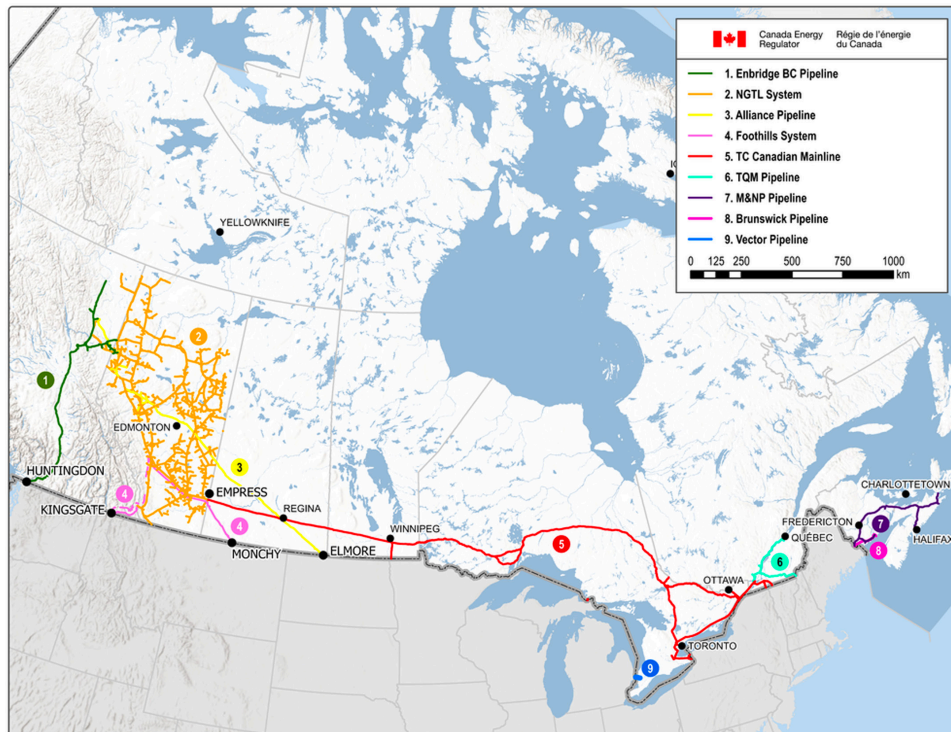 Canada Energy Regulator
Régie de l'énergie du Canada
1. Enbridge BC Pipeline
2. NGTL System
3. Alliance Pipeline
4. Foothills System
5. TC Canadian Mainline
6. TQM Pipeline
7. M&NP Pipeline
8. Brunswick Pipeline
9. Vector Pipeline
0 125 250 500 750 1000
km
YELLOWKNIFE
2
1
EDMONTON
HUNTINGDON
3
4
EMPRESS
KINGSGATE
REGINA
4
MONCHY
ELMORE
WINNIPEG
5
CHARLOTTETOWN
FREDERICTON
7
HALIFAX
QUÉBEC
8
6
OTTAWA
TORONTO
9